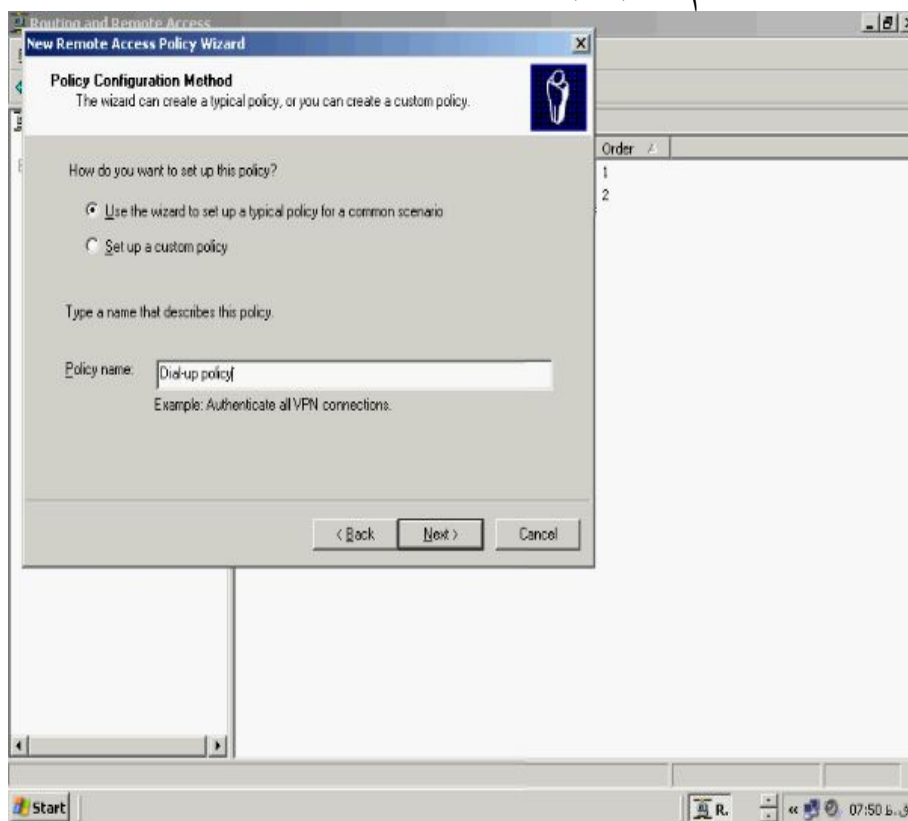 Routing and Remote Access
New Remote Access Policy Wizard
Policy Configuration Method
The wizard can create a typical policy, or you can create a custom policy.
Order
1
2
How do you want to set up this policy?
Use the wizard to set up a typical policy for a common scenario
Set up a custom policy
Type a name that describes this policy.
Policy name:
Dial-up policy
Example: Authenticate all VPN connections.
< Back
Next >
Cancel
Start
R.
« 07:50 ق.ظ